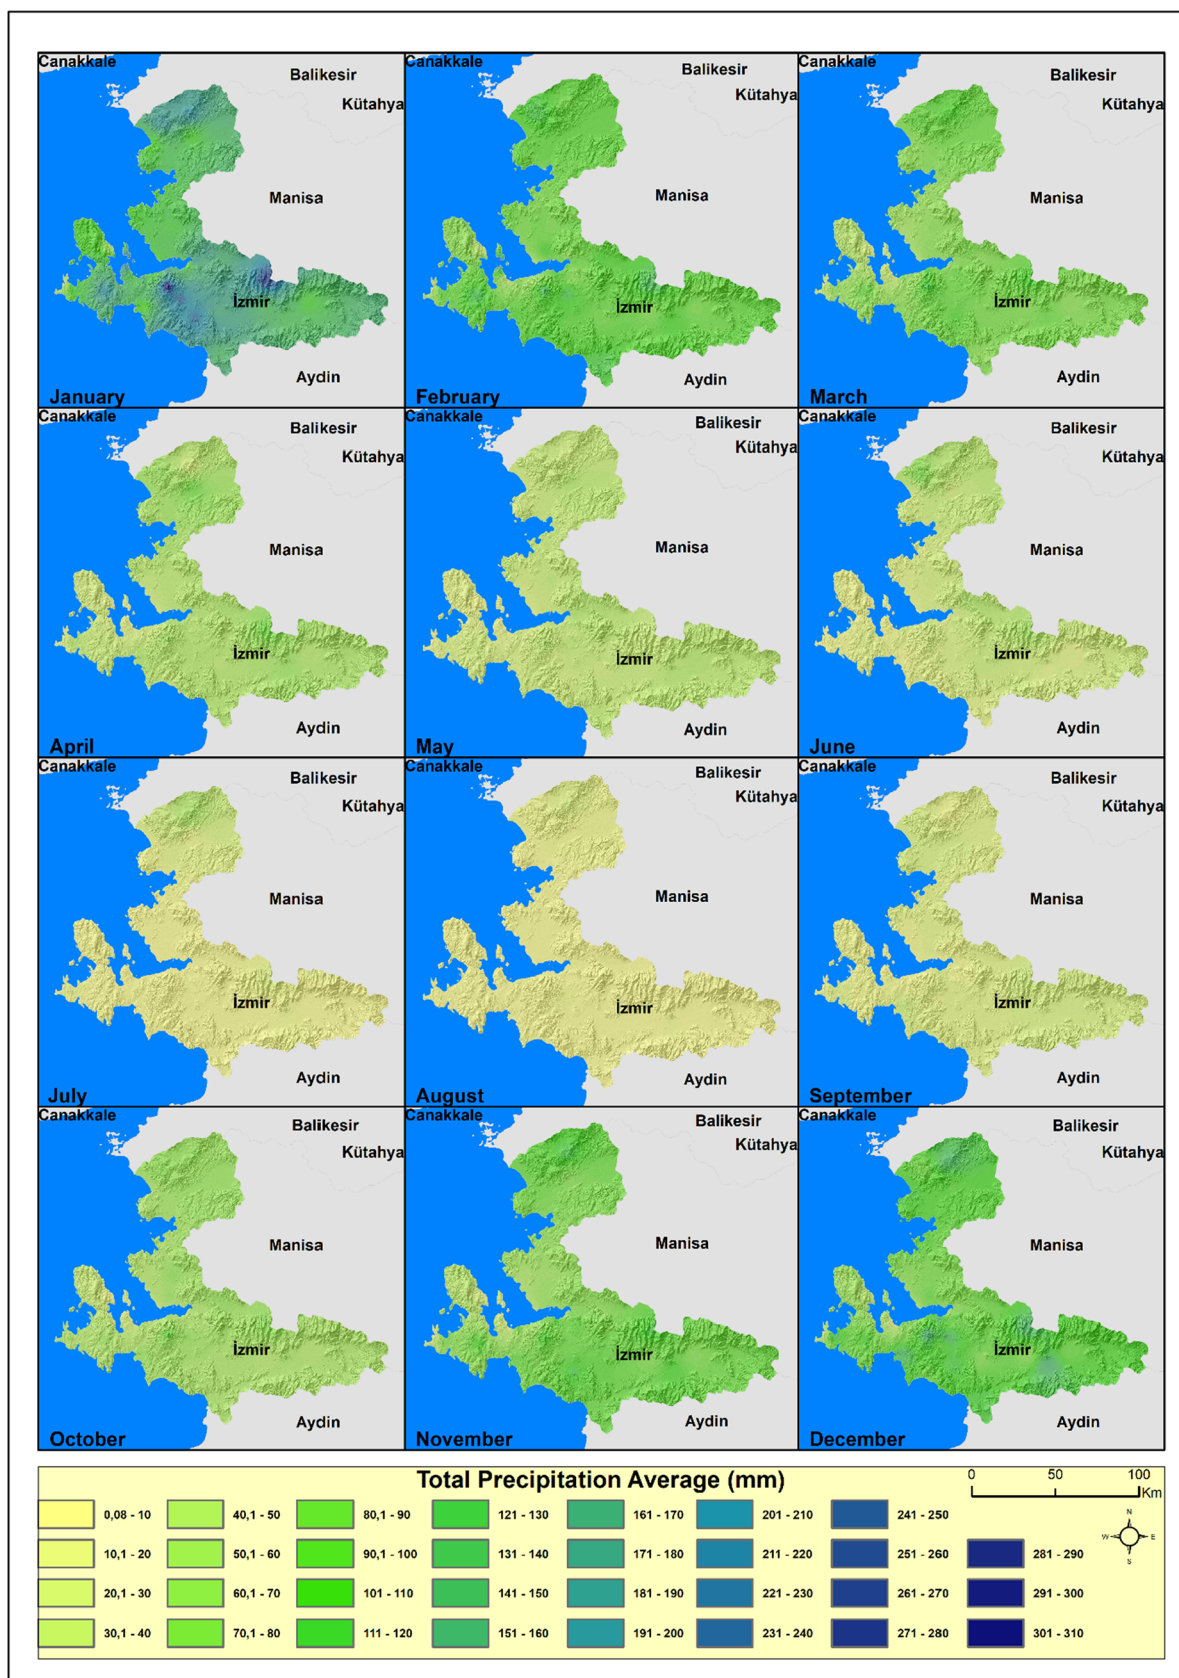 Canakkale
Balikesir
Kütahya
Manisa
İzmir
Aydin
January
Canakkale
Balikesir
Kütahya
Manisa
İzmir
Aydin
February
Canakkale
Balikesir
Kütahya
Manisa
İzmir
Aydin
March
Canakkale
Balikesir
Kütahya
Manisa
İzmir
Aydin
April
Canakkale
Balikesir
Kütahya
Manisa
İzmir
Aydin
May
Canakkale
Balikesir
Kütahya
Manisa
İzmir
Aydin
June
Canakkale
Balikesir
Kütahya
Manisa
İzmir
Aydin
July
Canakkale
Balikesir
Kütahya
Manisa
İzmir
Aydin
August
Canakkale
Balikesir
Kütahya
Manisa
İzmir
Aydin
September
Canakkale
Balikesir
Kütahya
Manisa
İzmir
Aydin
October
Canakkale
Balikesir
Kütahya
Manisa
İzmir
Aydin
November
Canakkale
Balikesir
Kütahya
Manisa
İzmir
Aydin
December
Total Precipitation Average (mm)
0 50 100
Km
N
W E
S
0,08 - 10
10,1 - 20
20,1 - 30
30,1 - 40
40,1 - 50
50,1 - 60
60,1 - 70
70,1 - 80
80,1 - 90
90,1 - 100
101 - 110
111 - 120
121 - 130
131 - 140
141 - 150
151 - 160
161 - 170
171 - 180
181 - 190
191 - 200
201 - 210
211 - 220
221 - 230
231 - 240
241 - 250
251 - 260
261 - 270
271 - 280
281 - 290
291 - 300
301 - 310